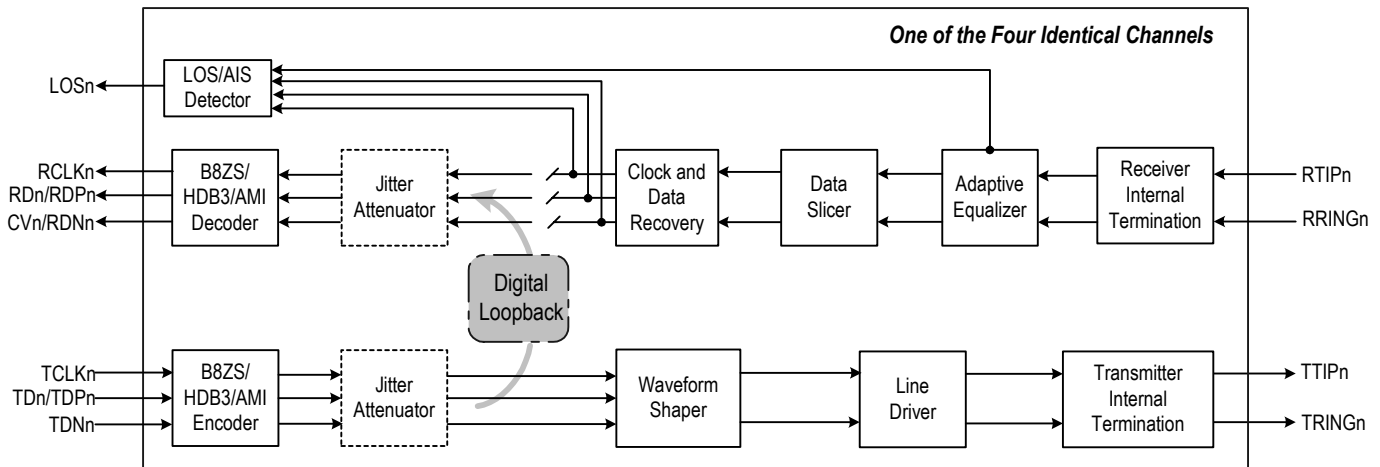 One of the Four Identical Channels
LOSn
LOS/AIS
Detector
RCLKn
RDn/RDPn
CVn/RDNn
B8ZS/
HDB3/AMI
Decoder
Jitter
Attenuator
Clock and
Data
Recovery
Data
Slicer
Adaptive
Equalizer
Receiver
Internal
Termination
RTIPn
RRINGn
Digital
Loopback
TCLKn
TDn/TDPn
TDNn
B8ZS/
HDB3/AMI
Encoder
Jitter
Attenuator
Waveform
Shaper
Line
Driver
Transmitter
Internal
Termination
TTIPn
TRINGn